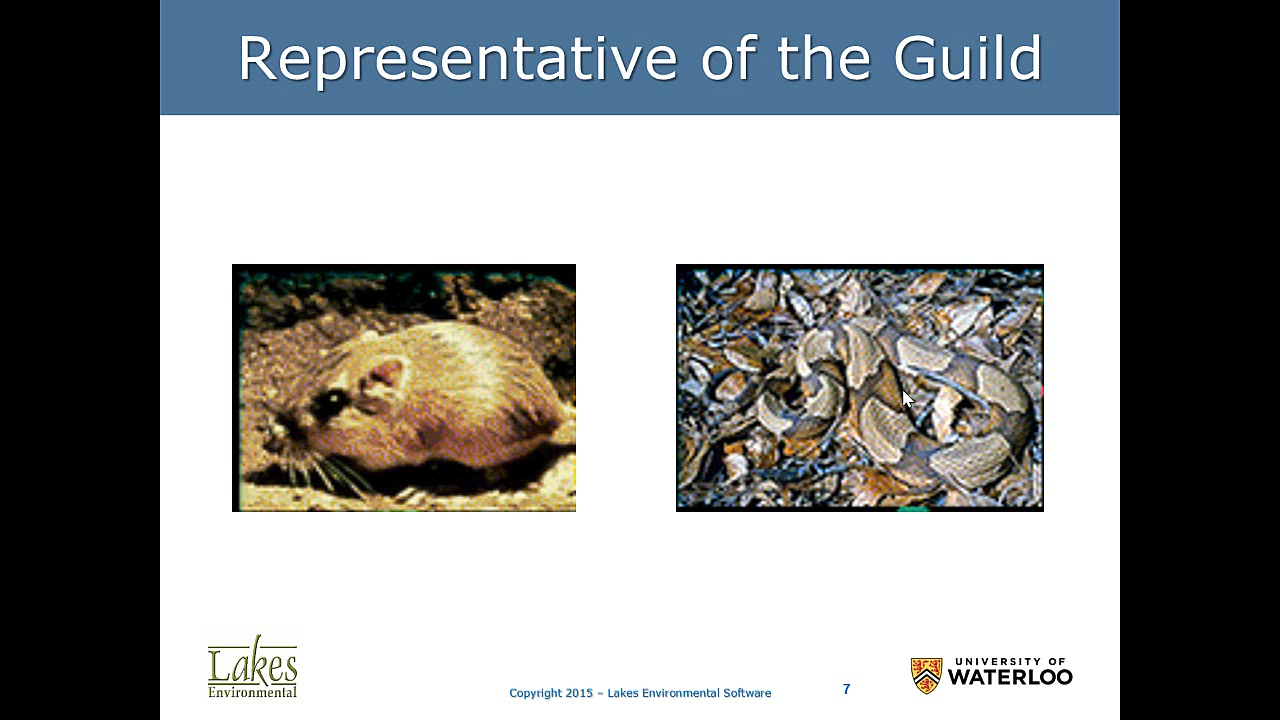 Representative of the Guild
Lakes
Environmental
Copyright 2015 – Lakes Environmental Software
7
UNIVERSITY OF
WATERLOO